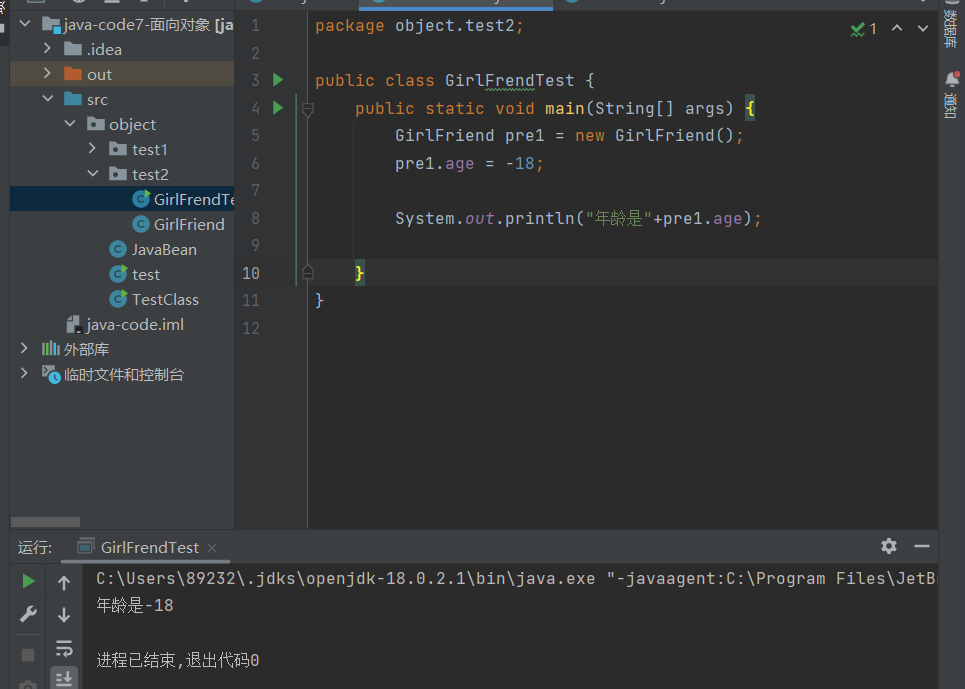 java-code7-面向对象 [ja
.idea
out
src
object
test1
test2
GirlFrendTe
GirlFriend
JavaBean
test
TestClass
java-code.iml
外部库
临时文件和控制台
1 package object.test2;
2
3 public class GirlFrendTest {
4 public static void main(String[] args) {
5 GirlFriend pre1 = new GirlFriend();
6 pre1.age = -18;
7
8 System.out.println("年龄是"+pre1.age);
9
10 }
11 }
12
1
数据库
通知
运行:
GirlFrendTest
C:\Users\89232\.jdks\openjdk-18.0.2.1\bin\java.exe "-javaagent:C:\Program Files\JetB
年龄是-18
进程已结束,退出代码0